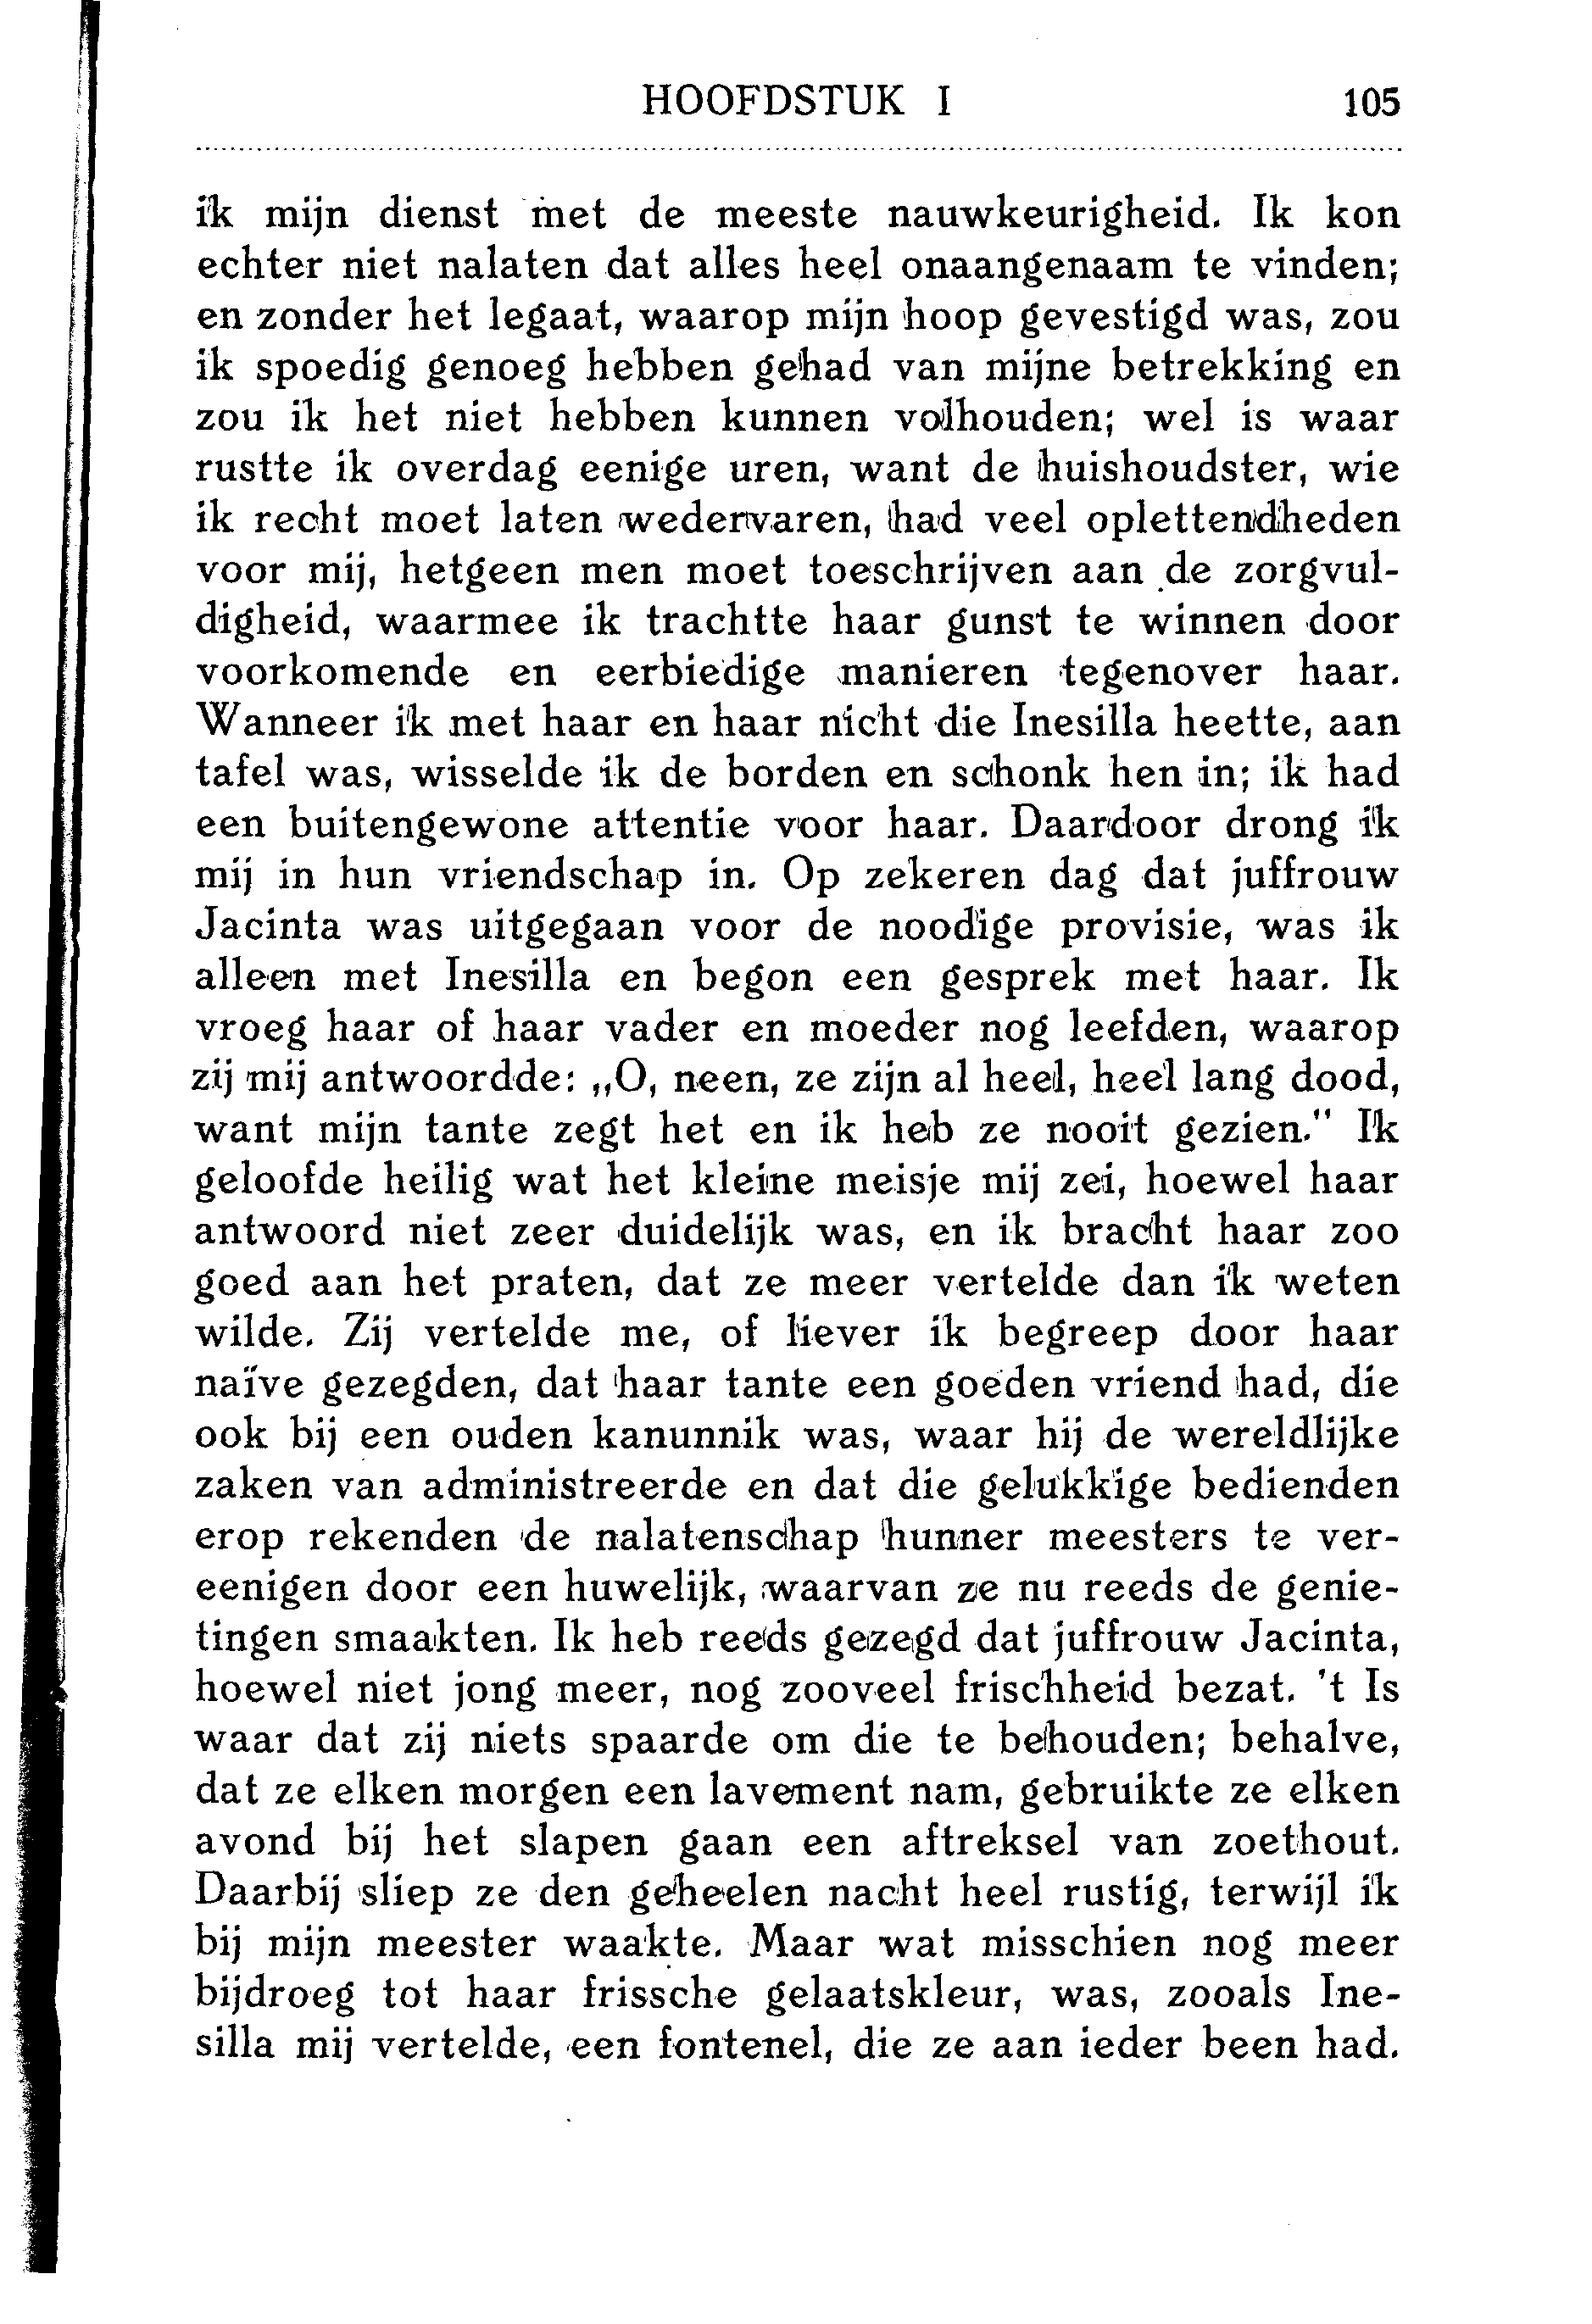 HOOFDSTUK I 105
ik mijn dienst met de meeste nauwkeurigheid. Ik kon
echter niet nalaten dat alles heel onaangenaam te vinden;
en zonder het legaat, waarop mijn hoop gevestigd was, zou
ik spoedig genoeg hebben gehad van mijne betrekking en
zou ik het niet hebben kunnen volhouden; wel is waar
rustte ik overdag eenige uren, want de huishoudster, wie
ik recht moet laten wedervaren, had veel oplettendheden
voor mij, hetgeen men moet toeschrijven aan de zorgvul-
digheid, waarmee ik trachtte haar gunst te winnen door
voorkomende en eerbiedige manieren tegenover haar.
Wanneer ik met haar en haar nicht die Inesilla heette, aan
tafel was, wisselde ik de borden en schonk hen in; ik had
een buitengewone attentie voor haar. Daardoor drong ik
mij in hun vriendschap in. Op zekeren dag dat juffrouw
Jacinta was uitgegaan voor de noodige provisie, was ik
alleen met Inesilla en begon een gesprek met haar. Ik
vroeg haar of haar vader en moeder nog leefden, waarop
zij mij antwoordde: „O, neen, ze zijn al heel, heel lang dood,
want mijn tante zegt het en ik heb ze nooit gezien." Ik
geloofde heilig wat het kleine meisje mij zei, hoewel haar
antwoord niet zeer duidelijk was, en ik bracht haar zoo
goed aan het praten, dat ze meer vertelde dan ik weten
wilde. Zij vertelde me, of liever ik begreep door haar
naïve gezegden, dat haar tante een goeden vriend had, die
ook bij een ouden kanunnik was, waar hij de wereldlijke
zaken van administreerde en dat die gelukkige bedienden
erop rekenden de nalatenschap hunner meesters te ver-
eenigen door een huwelijk, waarvan ze nu reeds de genie-
tingen smaakten. Ik heb reeds gezegd dat juffrouw Jacinta,
hoewel niet jong meer, nog zooveel frischheid bezat. 't Is
waar dat zij niets spaarde om die te behouden; behalve,
dat ze elken morgen een lavement nam, gebruikte ze elken
avond bij het slapen gaan een aftreksel van zoethout.
Daarbij sliep ze den geheelen nacht heel rustig, terwijl ik
bij mijn meester waakte. Maar wat misschien nog meer
bijdroeg tot haar frissche gelaatskleur, was, zooals Ine-
silla mij vertelde, een fontenel, die ze aan ieder been had.